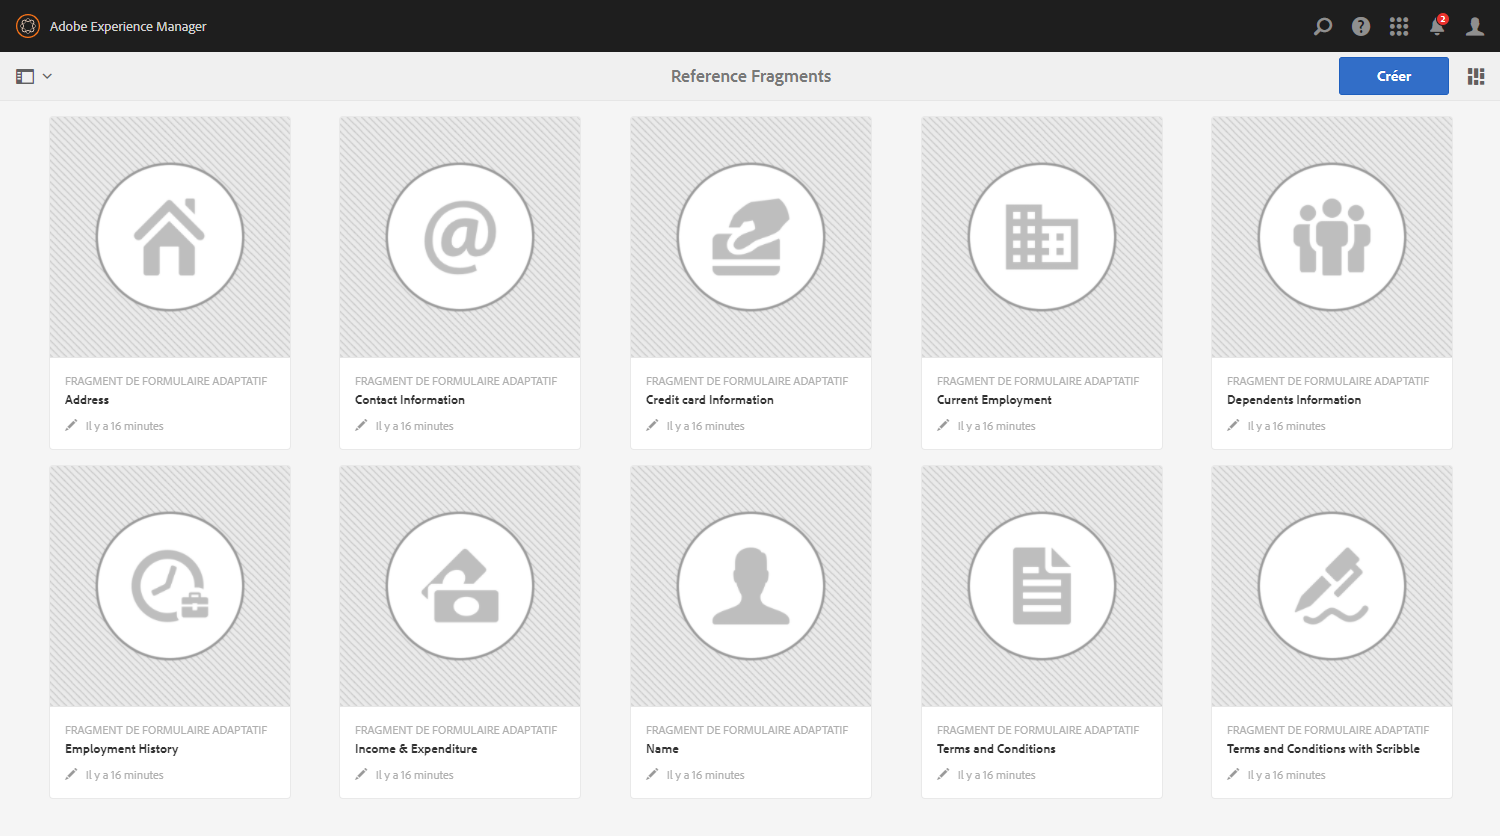 Adobe Experience Manager
2
Reference Fragments
Créer
FRAGMENT DE FORMULAIRE ADAPTATIF
Address
Il y a 16 minutes
FRAGMENT DE FORMULAIRE ADAPTATIF
Contact Information
Il y a 16 minutes
FRAGMENT DE FORMULAIRE ADAPTATIF
Credit card Information
Il y a 16 minutes
FRAGMENT DE FORMULAIRE ADAPTATIF
Current Employment
Il y a 16 minutes
FRAGMENT DE FORMULAIRE ADAPTATIF
Dependents Information
Il y a 16 minutes
FRAGMENT DE FORMULAIRE ADAPTATIF
Employment History
Il y a 16 minutes
FRAGMENT DE FORMULAIRE ADAPTATIF
Income & Expenditure
Il y a 16 minutes
FRAGMENT DE FORMULAIRE ADAPTATIF
Name
Il y a 16 minutes
FRAGMENT DE FORMULAIRE ADAPTATIF
Terms and Conditions
Il y a 16 minutes
FRAGMENT DE FORMULAIRE ADAPTATIF
Terms and Conditions with Scribble
Il y a 16 minutes